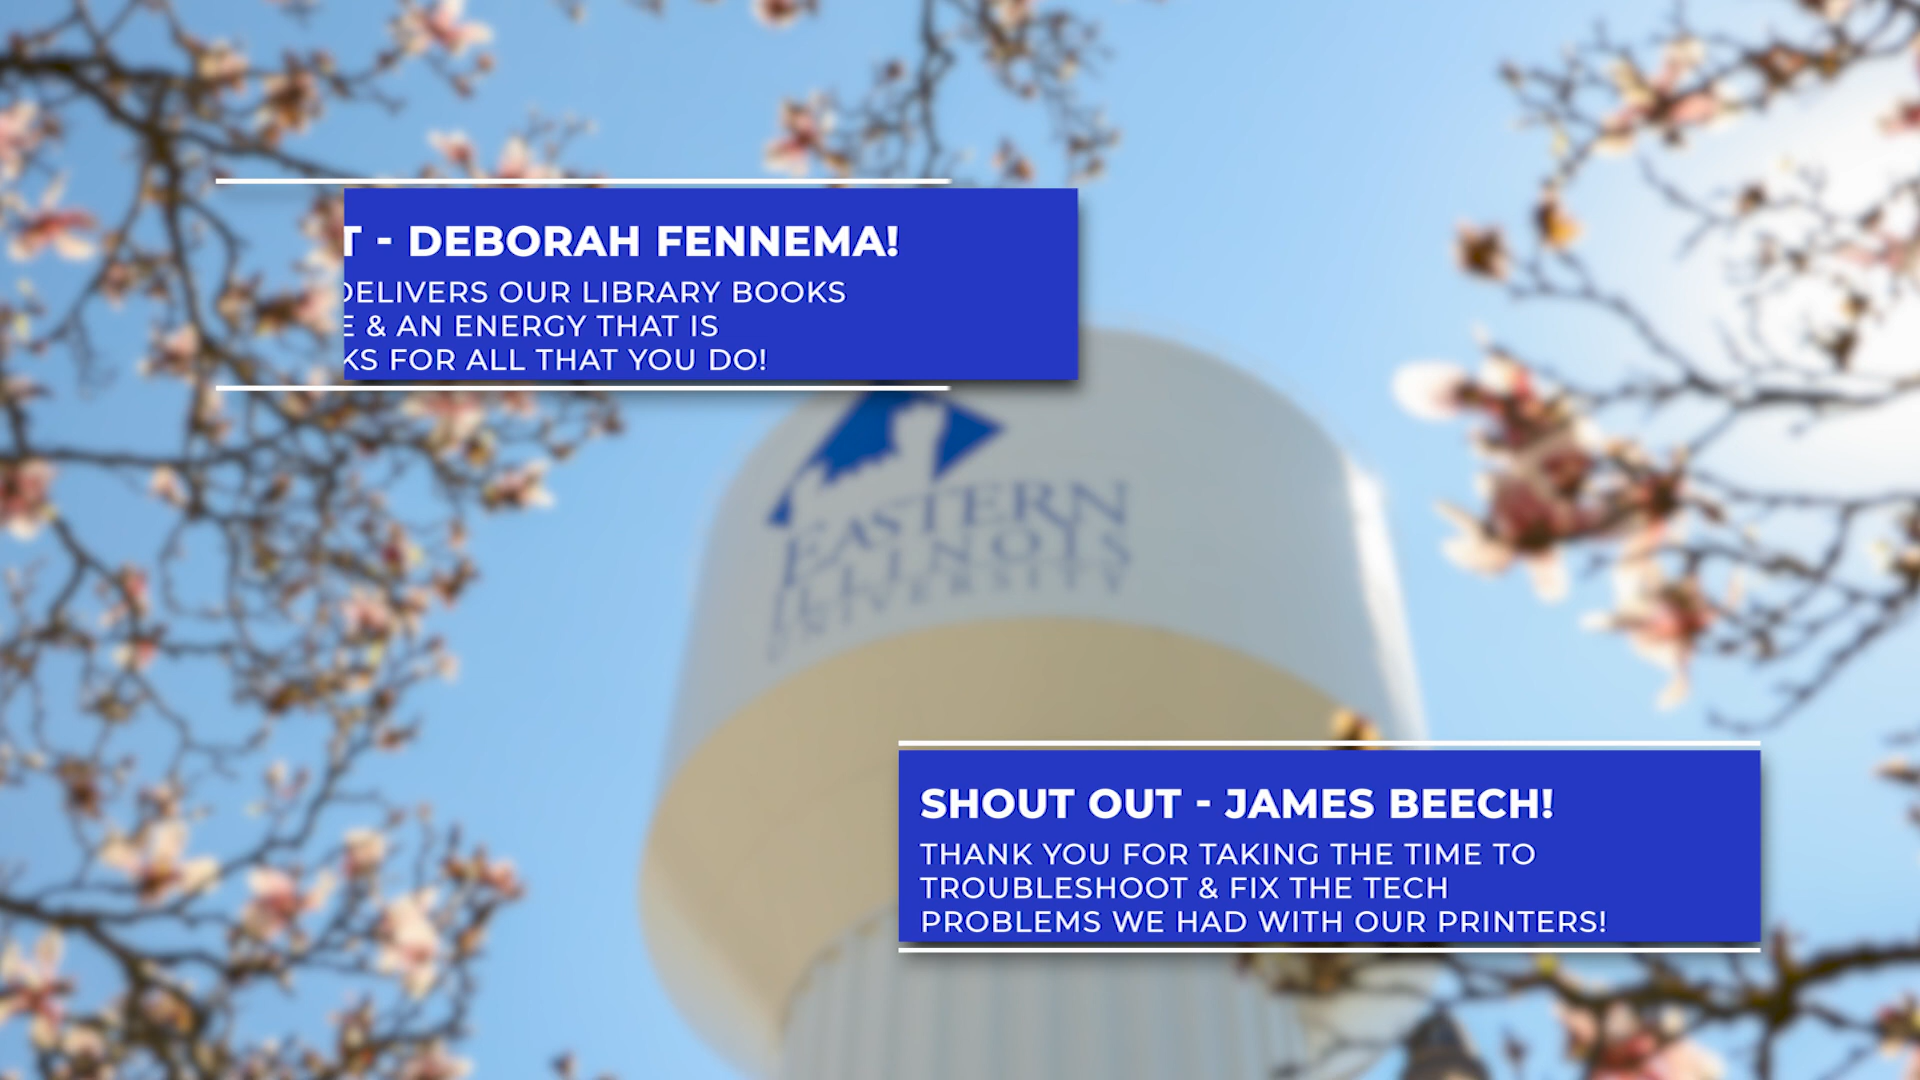 T - DEBORAH FENNEMA!
DELIVERS OUR LIBRARY BOOKS
E & AN ENERGY THAT IS
KS FOR ALL THAT YOU DO!
EASTERN
ILLINOIS
UNIVERSITY
SHOUT OUT - JAMES BEECH!
THANK YOU FOR TAKING THE TIME TO
TROUBLESHOOT & FIX THE TECH
PROBLEMS WE HAD WITH OUR PRINTERS!